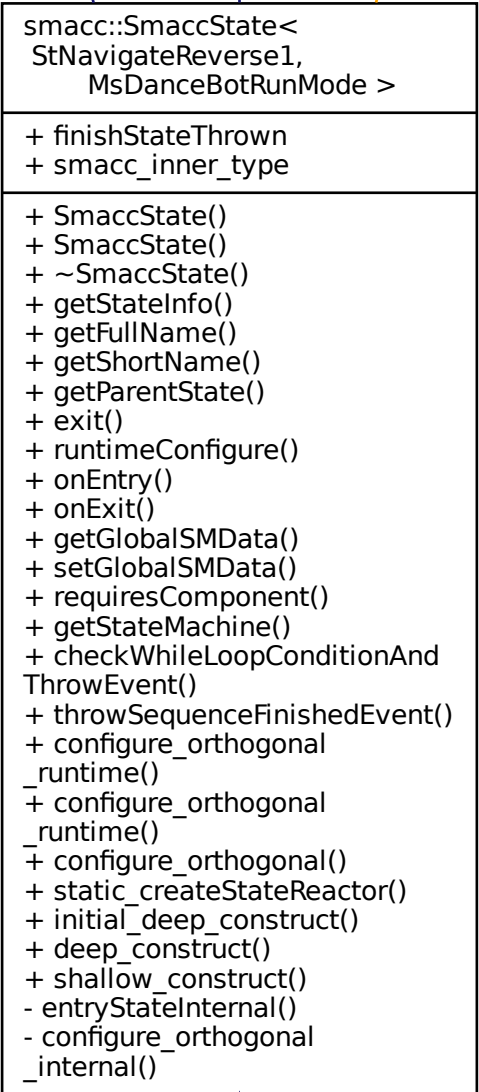 smacc::SmaccState<
StNavigateReverse1,
MsDanceBotRunMode >
+ finishStateThrown
+ smacc_inner_type
+ SmaccState()
+ SmaccState()
+ ~SmaccState()
+ getStateInfo()
+ getFullName()
+ getShortName()
+ getParentState()
+ exit()
+ runtimeConfigure()
+ onEntry()
+ onExit()
+ getGlobalSMData()
+ setGlobalSMData()
+ requiresComponent()
+ getStateMachine()
+ checkWhileLoopConditionAnd
ThrowEvent()
+ throwSequenceFinishedEvent()
+ configure_orthogonal
_runtime()
+ configure_orthogonal
_runtime()
+ configure_orthogonal()
+ static_createStateReactor()
+ initial_deep_construct()
+ deep_construct()
+ shallow_construct()
- entryStateInternal()
- configure_orthogonal
_internal()